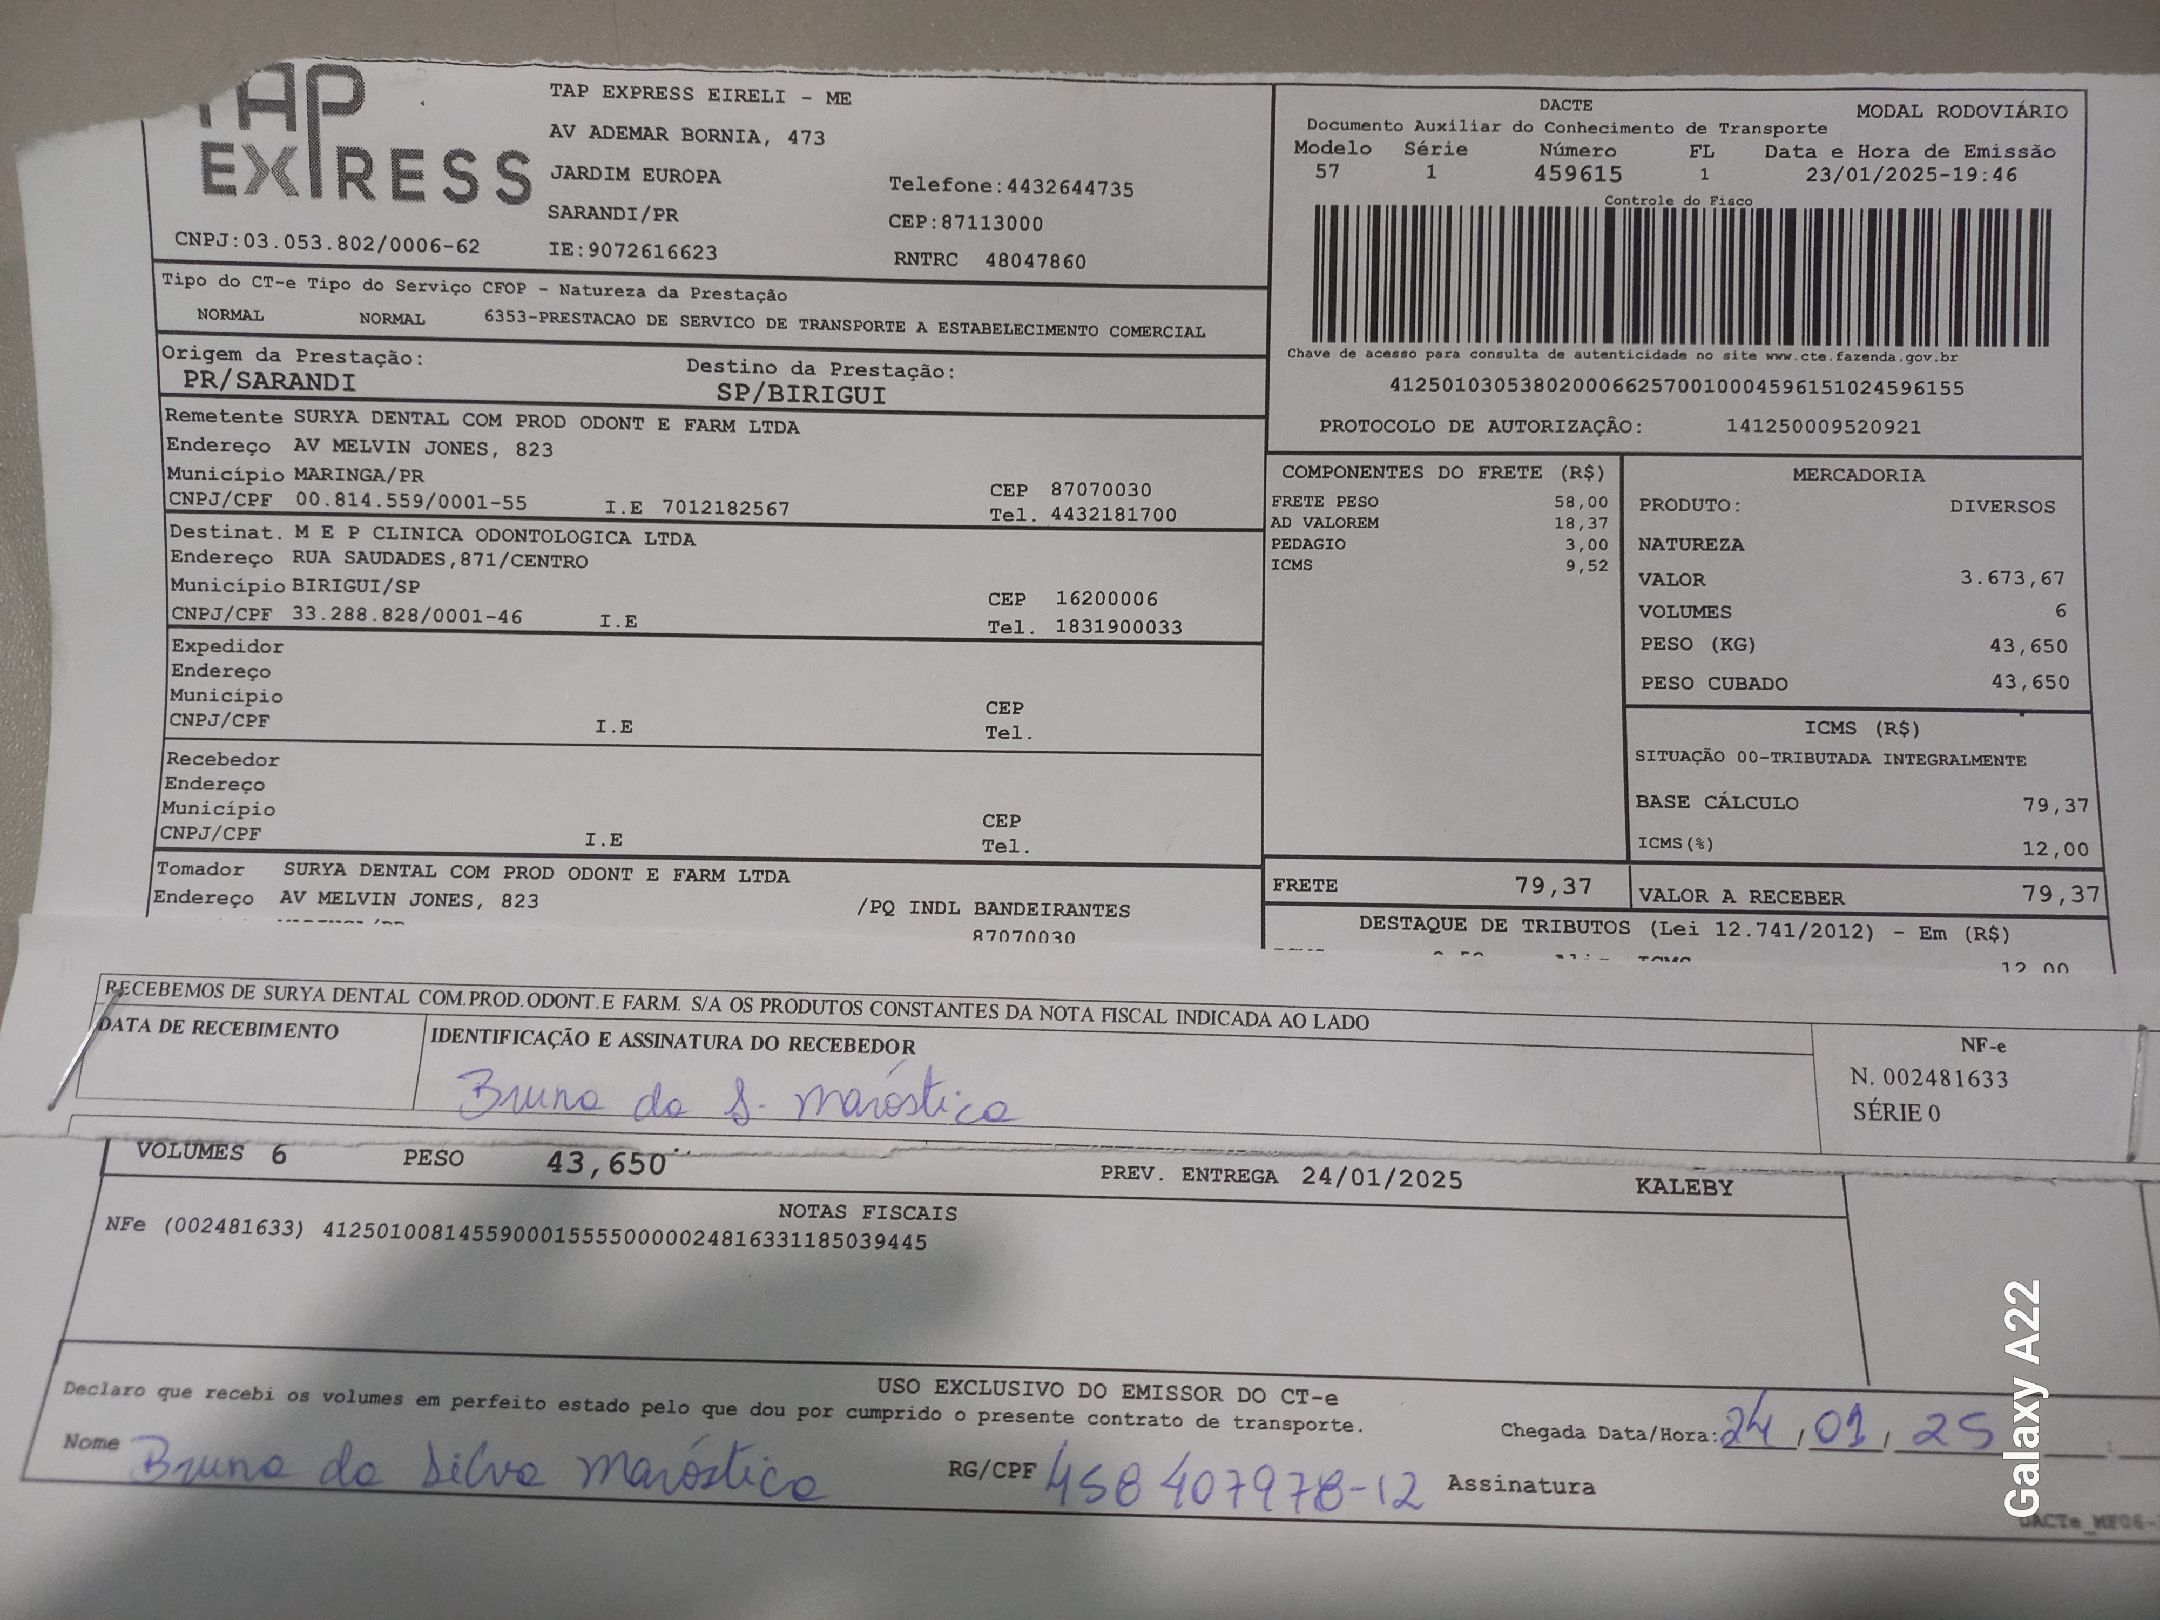 TAP
EXPRESS
CNPJ:03.053.802/0006-62
TAP EXPRESS EIRELI - ME
AV ADEMAR BORNIA, 473
JARDIM EUROPA
SARANDI/PR
IE:9072616623
Telefone:4432644735
CEP:87113000
RNTRC 48047860
DACTE MODAL RODOVIÁRIO
Documento Auxiliar do Conhecimento de Transporte
Modelo Série Número FL Data e Hora de Emissão
57 1 459615 1 23/01/2025-19:46
Controle do Fisco
Chave de acesso para consulta de autenticidade no site www.cte.fazenda.gov.br
41250103053802000662570010004596151024596155
PROTOCOLO DE AUTORIZAÇÃO: 141250009520921
Tipo do CT-e Tipo do Serviço CFOP - Natureza da Prestação
NORMAL NORMAL 6353-PRESTACAO DE SERVICO DE TRANSPORTE A ESTABELECIMENTO COMERCIAL
Origem da Prestação: Destino da Prestação:
PR/SARANDI SP/BIRIGUI
Remetente SURYA DENTAL COM PROD ODONT E FARM LTDA
Endereço AV MELVIN JONES, 823
Município MARINGA/PR CEP 87070030
CNPJ/CPF 00.814.559/0001-55 I.E 7012182567 Tel. 4432181700
Destinat. M E P CLINICA ODONTOLOGICA LTDA
Endereço RUA SAUDADES,871/CENTRO
Município BIRIGUI/SP CEP 16200006
CNPJ/CPF 33.288.828/0001-46 I.E Tel. 1831900033
Expedidor
Endereço
Município CEP
CNPJ/CPF I.E Tel.
Recebedor
Endereço
Município CEP
CNPJ/CPF I.E Tel.
Tomador SURYA DENTAL COM PROD ODONT E FARM LTDA
Endereço AV MELVIN JONES, 823 /PQ INDL BANDEIRANTES
87070030
COMPONENTES DO FRETE (R$)
FRETE PESO 58,00
AD VALOREM 18,37
PEDAGIO 3,00
ICMS 9,52
MERCADORIA
PRODUTO: DIVERSOS
NATUREZA
VALOR 3.673,67
VOLUMES 6
PESO (KG) 43,650
PESO CUBADO 43,650
ICMS (R$)
SITUAÇÃO 00-TRIBUTADA INTEGRALMENTE
BASE CÁLCULO 79,37
ICMS(%) 12,00
FRETE 79,37 VALOR A RECEBER 79,37
DESTAQUE DE TRIBUTOS (Lei 12.741/2012) - Em (R$)
12,00
RECEBEMOS DE SURYA DENTAL COM.PROD.ODONT.E FARM. S/A OS PRODUTOS CONSTANTES DA NOTA FISCAL INDICADA AO LADO
DATA DE RECEBIMENTO IDENTIFICAÇÃO E ASSINATURA DO RECEBEDOR
Bruna da S. Maróstica
NF-e
N. 002481633
SÉRIE 0
VOLUMES 6 PESO 43,650 PREV. ENTREGA 24/01/2025 KALEBY
NOTAS FISCAIS
NFe (002481633) 41250100814559000155550000024816331185039445
USO EXCLUSIVO DO EMISSOR DO CT-e
Declaro que recebi os volumes em perfeito estado pelo que dou por cumprido o presente contrato de transporte.
Chegada Data/Hora: 24,01,25 :
Nome Bruna da Silva Maróstica RG/CPF 458 407978-12 Assinatura
Galaxy A22